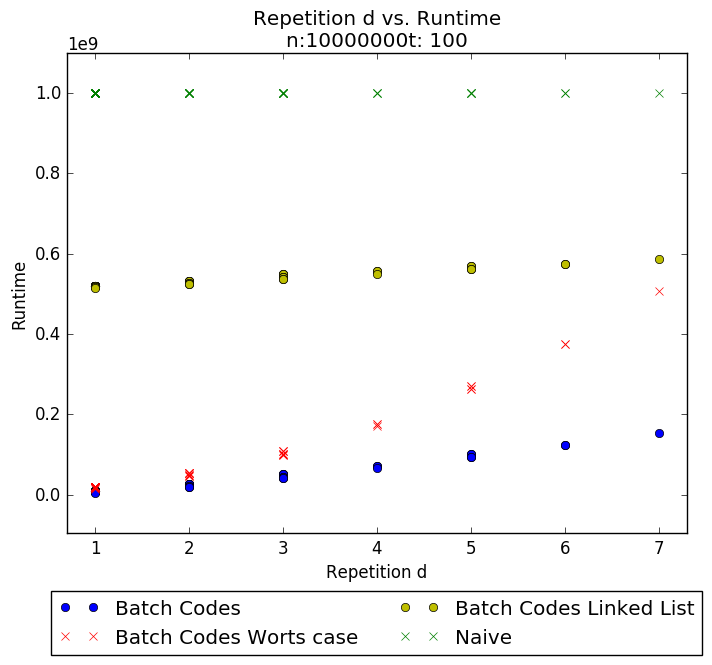 Repetition d vs. Runtime
n:10000000t: 100
1e9
1.0
0.8
0.6
0.4
0.2
0.0
Runtime
1 2 3 4 5 6 7
Repetition d
Batch Codes
Batch Codes Linked List
Batch Codes Worts case
Naive